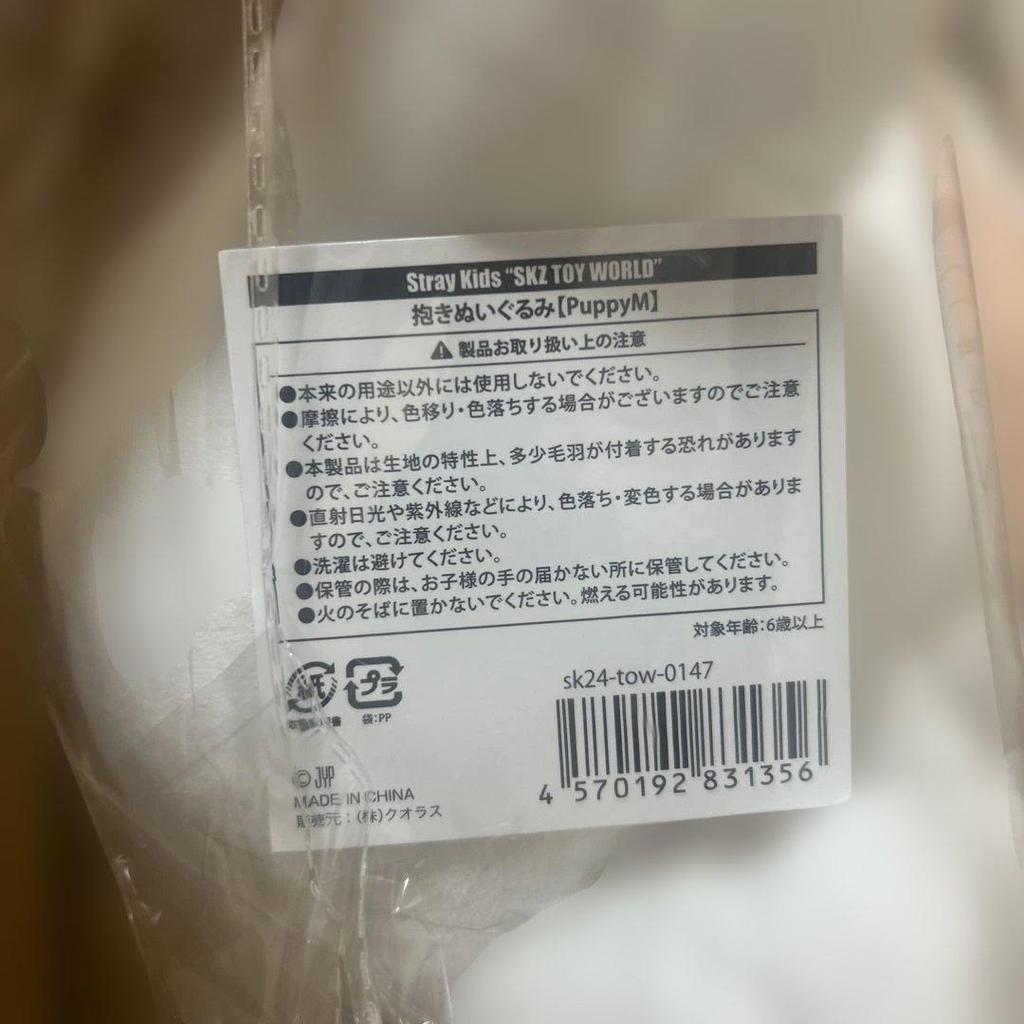 Stray Kids “SKZ TOY WORLD”
抱きぬいぐるみ【PuppyM】
製品お取り扱い上の注意
●本来の用途以外には使用しないでください。
●摩擦により、色移り・色落ちする場合がございますのでご注意
ください。
●本製品は生地の特性上、多少毛羽が付着する恐れがあります
ので、ご注意ください。
●直射日光や紫外線などにより、色落ち・変色する場合がありま
すので、ご注意ください。
●洗濯は避けてください。
●保管の際は、お子様の手の届かない所に保管してください。
●火のそばに置かないでください。燃える可能性があります。
対象年齢:6歳以上
紙
プラ
袋:PP
sk24-tow-0147
4 570192 831356
© JYP
MADE IN CHINA
販売元:(株)クオラス